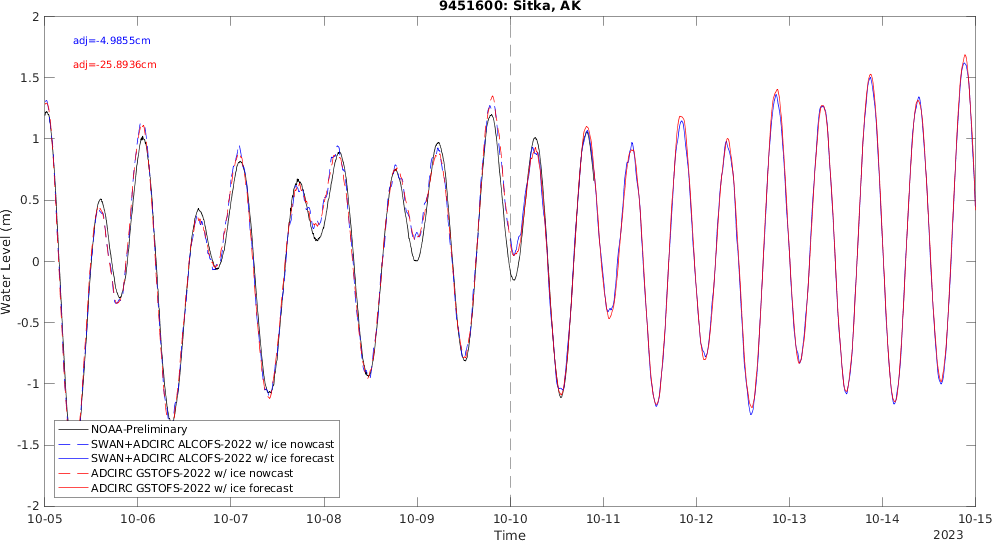 9451600: Sitka, AK
adj=-4.9855cm
adj=-25.8936cm
2
1.5
1
0.5
0
-0.5
-1
-1.5
-2
Water Level (m)
NOAA-Preliminary
SWAN+ADCIRC ALCOFS-2022 w/ ice nowcast
SWAN+ADCIRC ALCOFS-2022 w/ ice forecast
ADCIRC GSTOFS-2022 w/ ice nowcast
ADCIRC GSTOFS-2022 w/ ice forecast
10-05 10-06 10-07 10-08 10-09 10-10 10-11 10-12 10-13 10-14 10-15
Time
2023